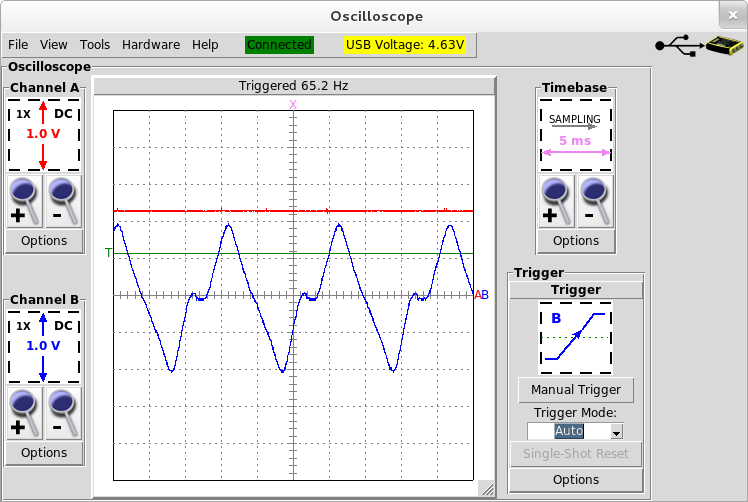 Oscilloscope
File View Tools Hardware Help Connected USB Voltage: 4.63V
Oscilloscope
Channel A
1X DC
1.0 V
+ -
Options
Channel B
1X DC
1.0 V
+ -
Options
Triggered 65.2 Hz
X
T
AB
Timebase
SAMPLING
5 ms
+ -
Options
Trigger
Trigger
B
Manual Trigger
Trigger Mode:
Auto
Single-Shot Reset
Options